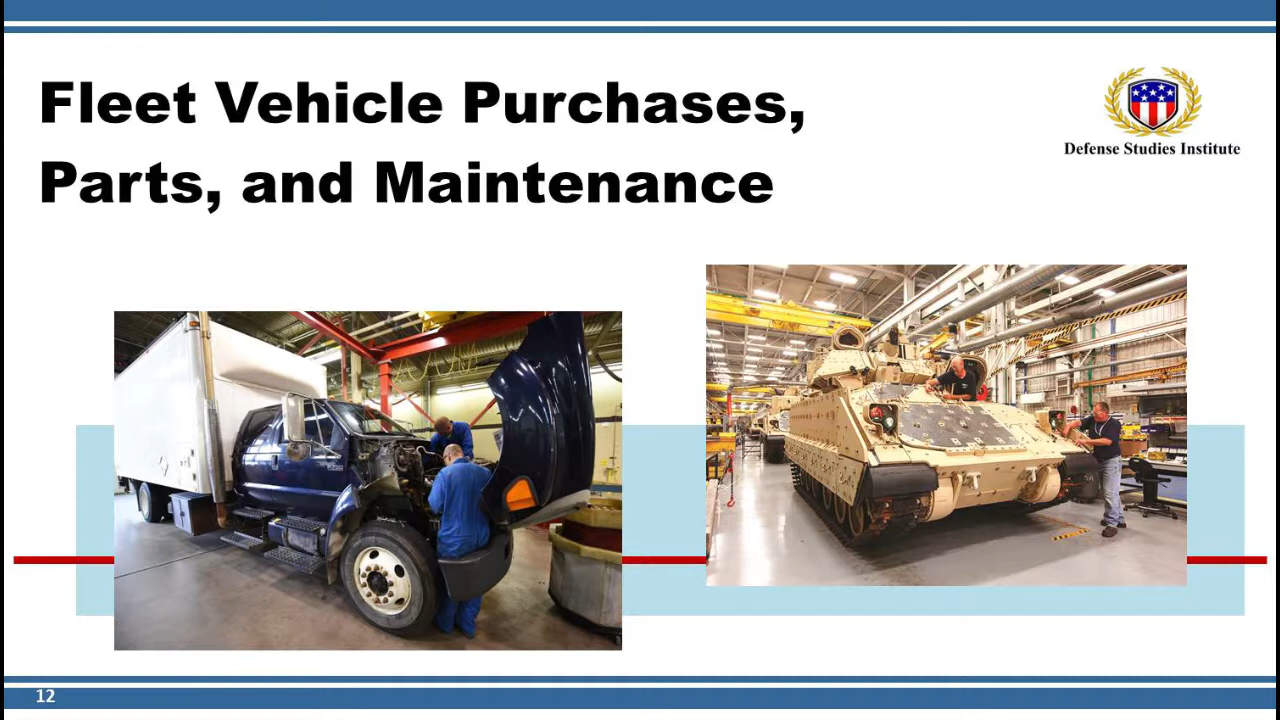 Fleet Vehicle Purchases,
Parts, and Maintenance
Defense Studies Institute
12